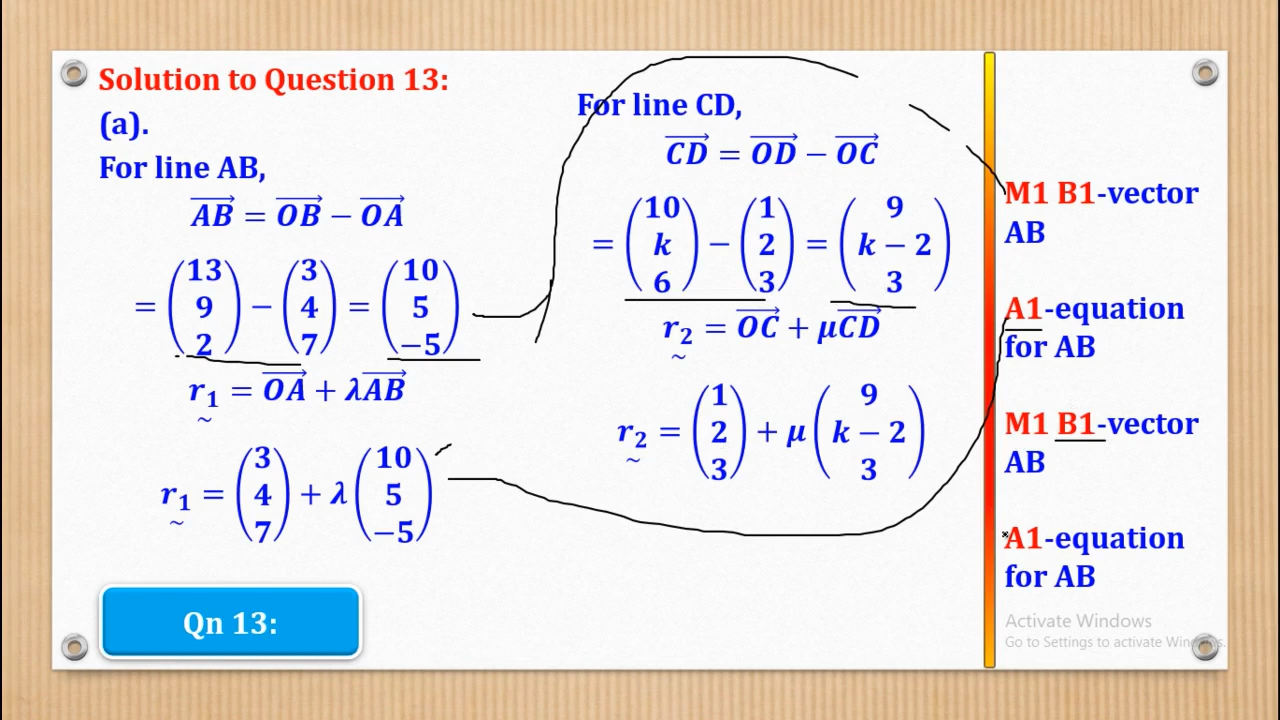 Solution to Question 13:
(a).
For line AB,
AB⃗ = OB⃗ − OA⃗
= (13 9 2) − (3 4 7) = (10 5 −5)
r₁ = OA⃗ + λAB⃗
~
r₁ = (3 4 7) + λ (10 5 −5)
~
Qn 13:
For line CD,
CD⃗ = OD⃗ − OC⃗
= (10 k 6) − (1 2 3) = (9 k − 2 3)
r₂ = OC⃗ + μCD⃗
~
r₂ = (1 2 3) + μ (9 k − 2 3)
~
M1 B1-vector
AB
A1-equation
for AB
M1 B1-vector
AB
A1-equation
for AB
Activate Windows
Go to Settings to activate Windows.